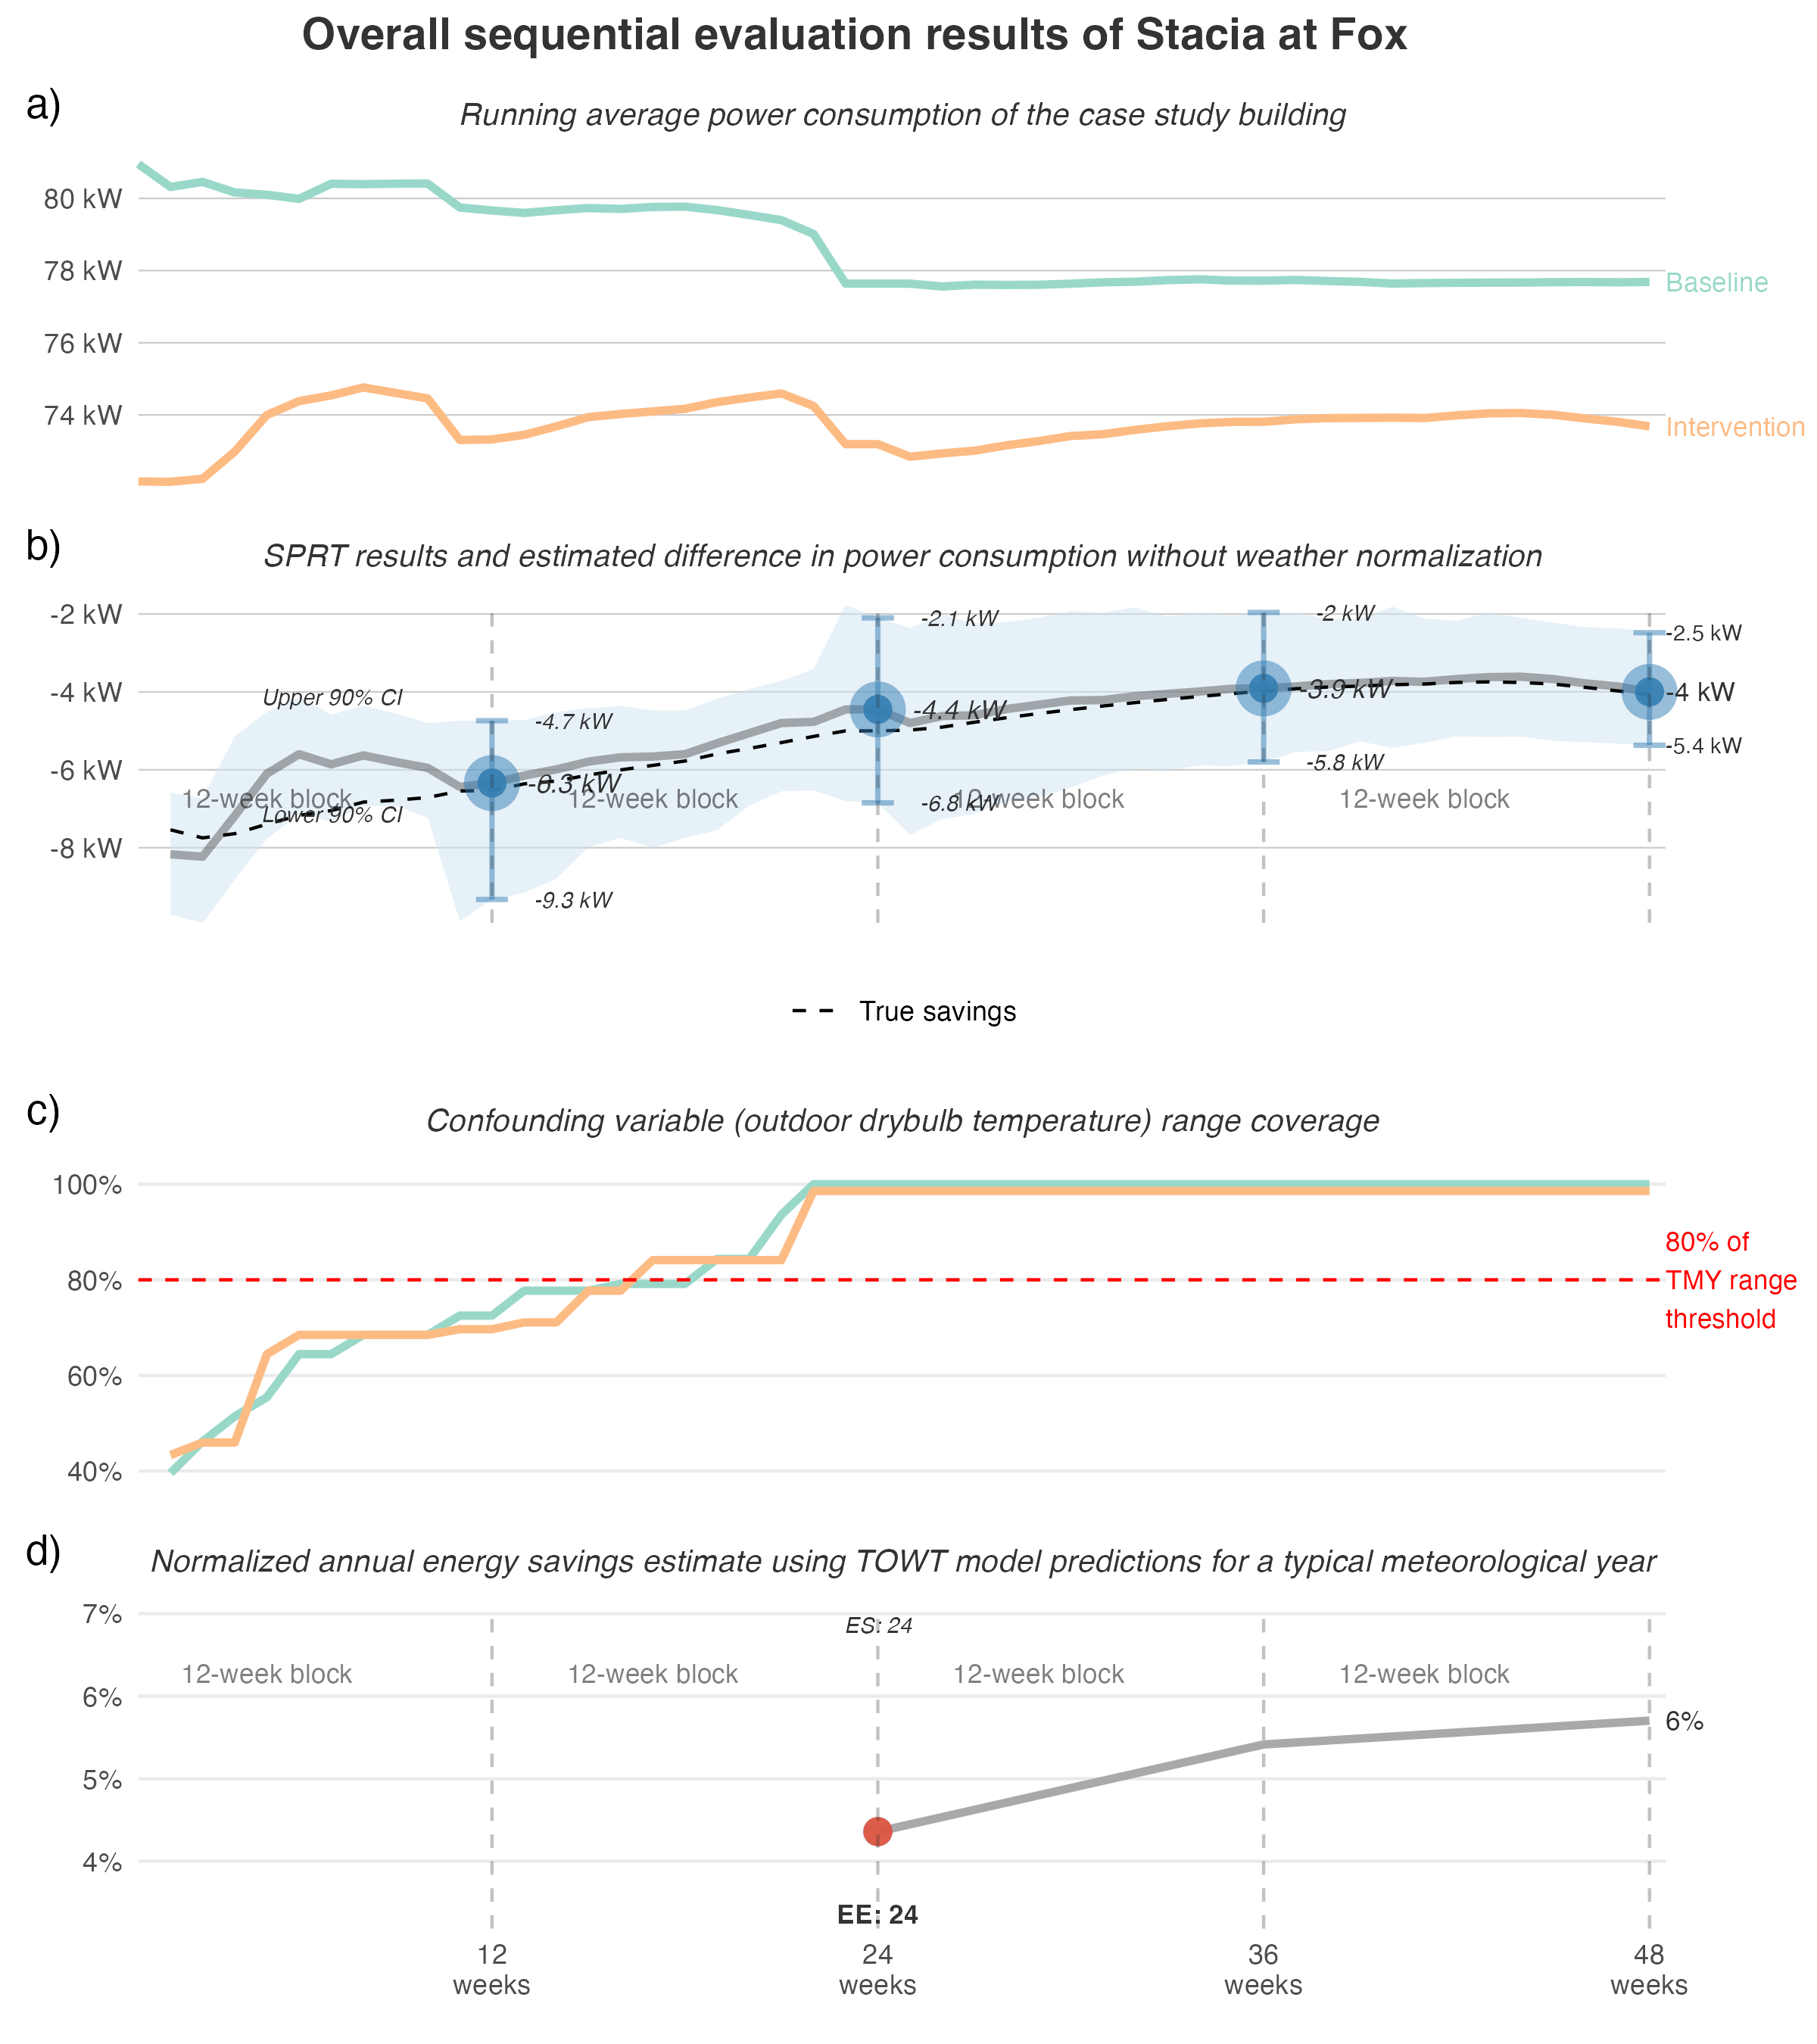 Overall sequential evaluation results of Stacia at Fox
a)
Running average power consumption of the case study building
80 kW
78 kW
76 kW
74 kW
Baseline
Intervention
b)
SPRT results and estimated difference in power consumption without weather normalization
-2 kW
-4 kW
-6 kW
-8 kW
Upper 90% CI
Lower 90% CI
12-week block
12-week block
12-week block
12-week block
-4.7 kW
-6.3 kW
-9.3 kW
-2.1 kW
-4.4 kW
-6.8 kW
-2 kW
-3.9 kW
-5.8 kW
-2.5 kW
-4 kW
-5.4 kW
True savings
c)
Confounding variable (outdoor drybulb temperature) range coverage
100%
80%
60%
40%
80% of
TMY range
threshold
d)
Normalized annual energy savings estimate using TOWT model predictions for a typical meteorological year
7%
6%
5%
4%
ES: 24
12-week block
12-week block
12-week block
12-week block
6%
EE: 24
12
weeks
24
weeks
36
weeks
48
weeks